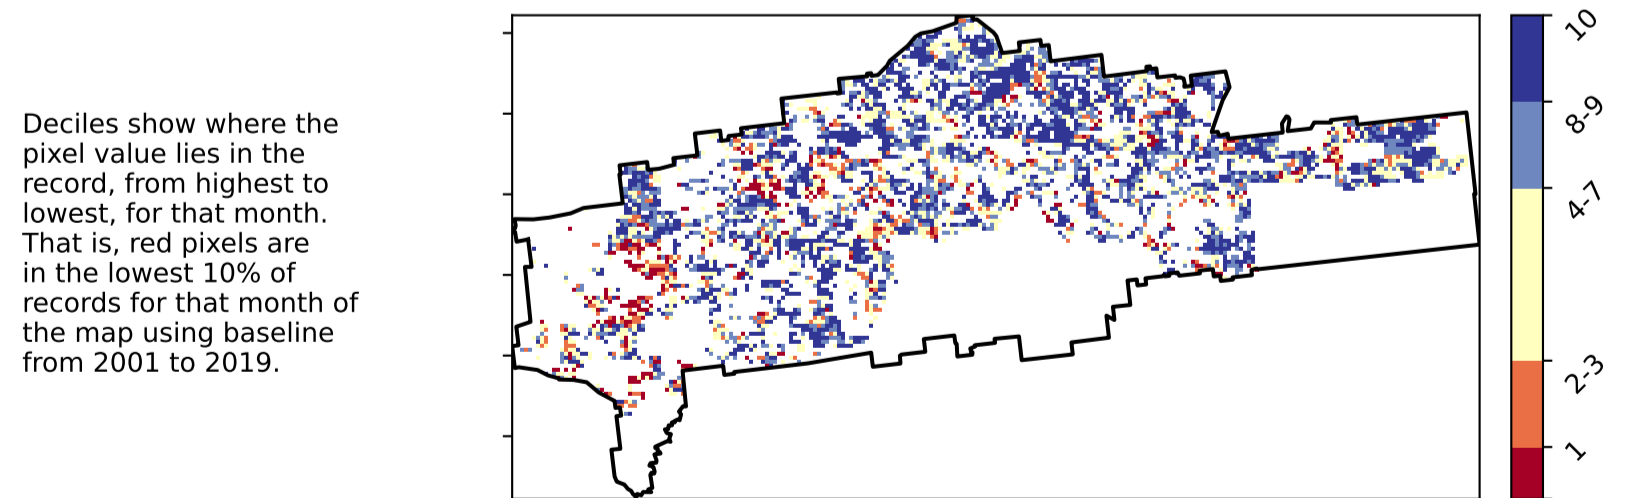 Deciles show where the
pixel value lies in the
record, from highest to
lowest, for that month.
That is, red pixels are
in the lowest 10% of
records for that month of
the map using baseline
from 2001 to 2019.
10
8-9
4-7
2-3
1